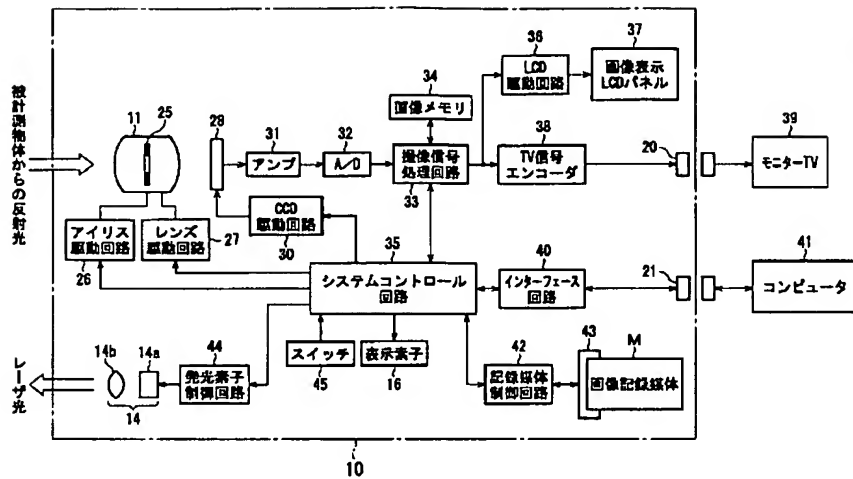 被計測物体からの反射光
11
25
アイリス
駆動回路
26
レンズ
駆動回路
27
28
31
アンプ
32
A/D
CCD
駆動回路
30
34
画像メモリ
撮像信号
処理回路
33
36
LCD
駆動回路
37
画像表示
LCDパネル
38
TV信号
エンコーダ
20
39
モニターTV
35
システムコントロール
回路
40
インターフェース
回路
21
41
コンピュータ
レーザ光
14b
14a
14
44
発光素子
制御回路
スイッチ
45
表示素子
16
42
記録媒体
制御回路
43
M
画像記録媒体
10